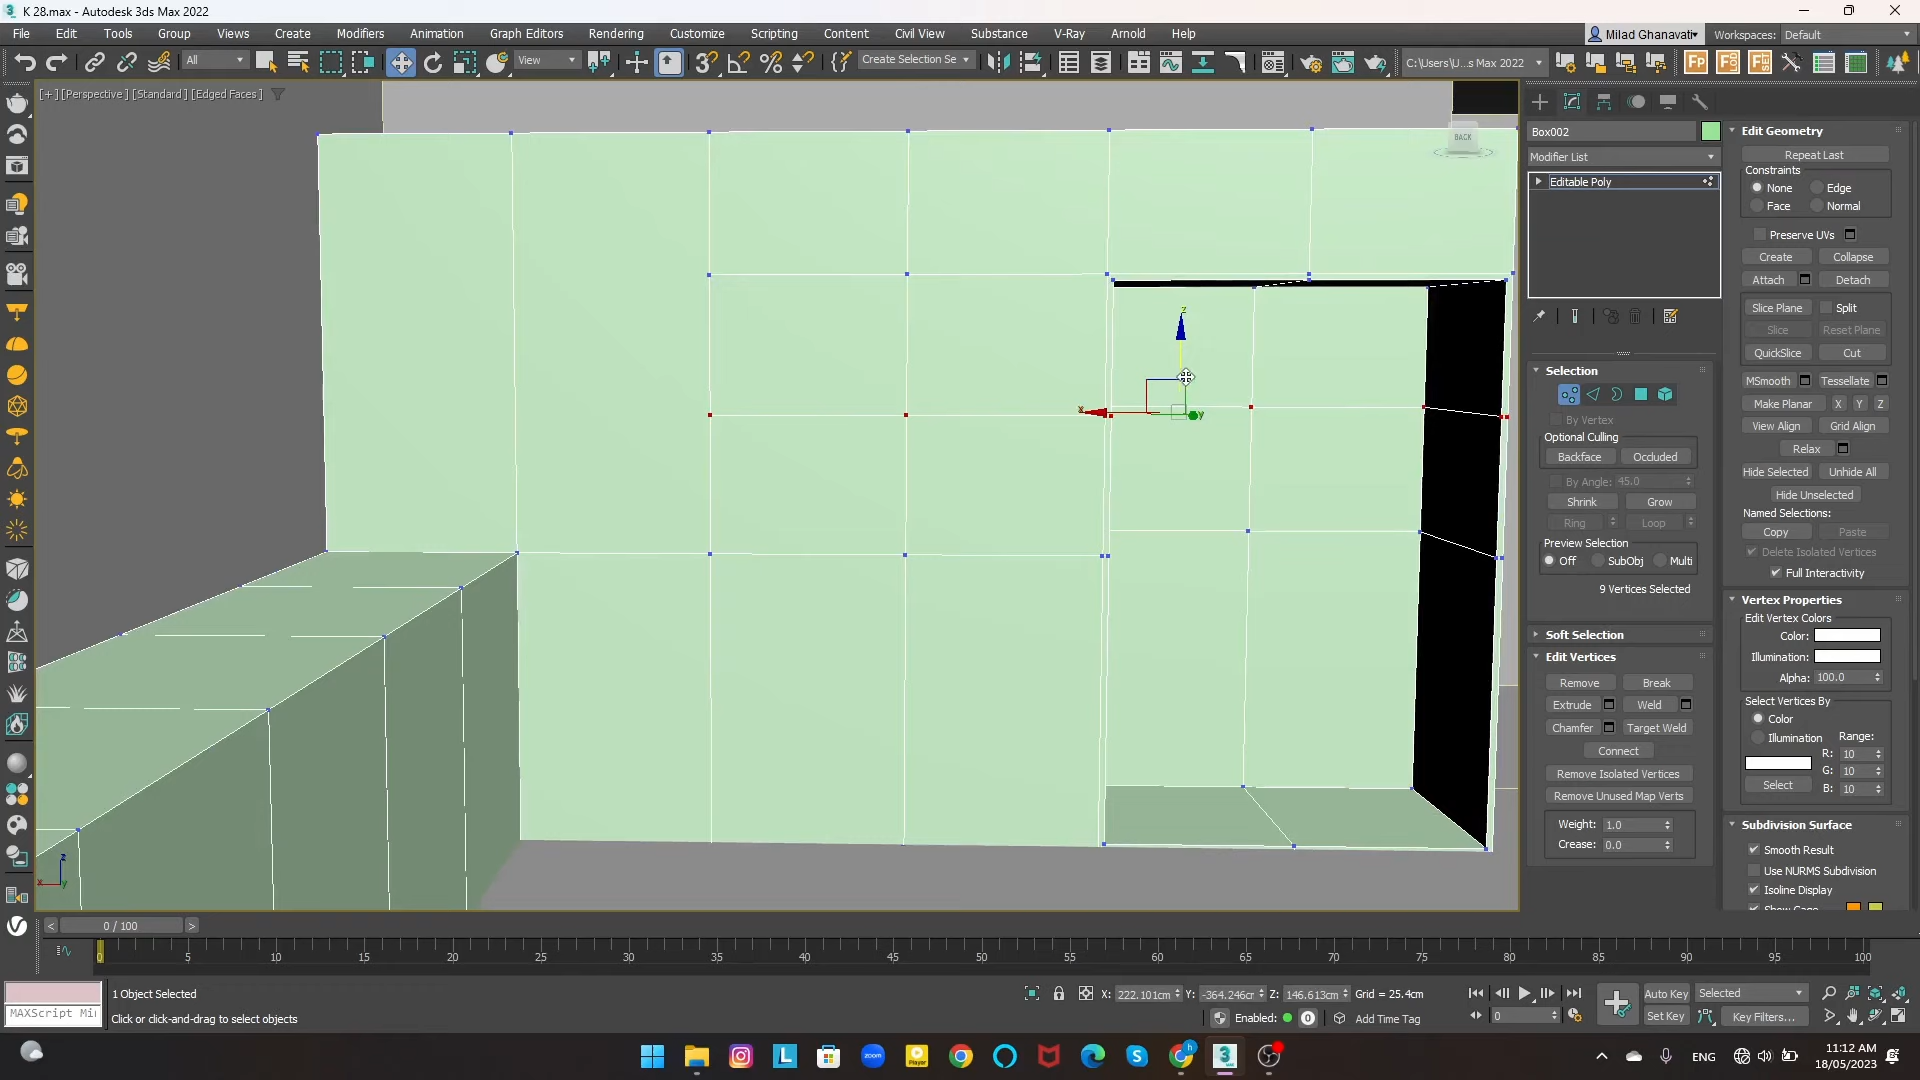 K 28.max - Autodesk 3ds Max 2022
File Edit Tools Group Views Create Modifiers Animation Graph Editors Rendering Customize Scripting Content Civil View Substance V-Ray Arnold Help
Milad Ghanavati
Workspaces: Default
All
View
Create Selection Se
C:\Users\U...s Max 2022
[+] [Perspective] [Standard] [Edged Faces]
BACK
z
x
y
Box002
Modifier List
Editable Poly
Selection
By Vertex
Optional Culling
Backface Occluded
By Angle: 45.0
Shrink Grow
Ring Loop
Preview Selection
Off SubObj Multi
9 Vertices Selected
Soft Selection
Edit Vertices
Remove Break
Extrude Weld
Chamfer Target Weld
Connect
Remove Isolated Vertices
Remove Unused Map Verts
Weight: 1.0
Crease: 0.0
Edit Geometry
Repeat Last
Constraints
None Edge
Face Normal
Preserve UVs
Create Collapse
Attach Detach
Slice Plane Split
Slice Reset Plane
QuickSlice Cut
MSmooth Tessellate
Make Planar X Y Z
View Align Grid Align
Relax
Hide Selected Unhide All
Hide Unselected
Named Selections:
Copy Paste
Delete Isolated Vertices
Full Interactivity
Vertex Properties
Edit Vertex Colors
Color:
Illumination:
Alpha: 100.0
Select Vertices By
Color
Illumination Range:
R: 10
G: 10
Select B: 10
Subdivision Surface
Smooth Result
Use NURMS Subdivision
Isoline Display
z
x y
< 0 / 100 >
0 5 10 15 20 25 30 35 40 45 50 55 60 65 70 75 80 85 90 95 100
1 Object Selected
X: 222.101cm Y: -364.246cm Z: 146.613cm Grid = 25.4cm
Auto Key Selected
MAXScript Mi
Click or click-and-drag to select objects
Enabled: 0 Add Time Tag
0
Set Key Key Filters...
zoom
Player
ENG
11:12 AM
18/05/2023